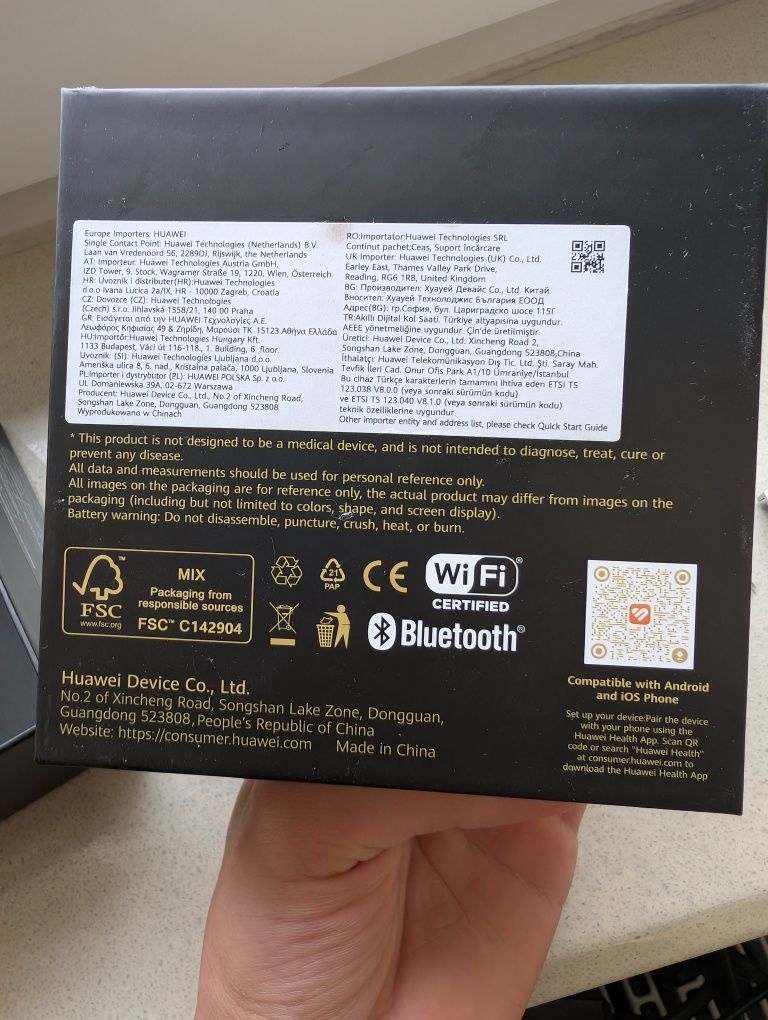 Europe Importers: HUAWEI
Single Contact Point: Huawei Technologies (Netherlands) B.V
Laan van Vredenoord 56, 2289DJ, Rijswijk, the Netherlands
AT: Importeur: Huawei Technologies Austria GmbH,
IZD Tower, 9. Stock, Wagramer Straße 19, 1220, Wien, Österreich.
HR: Uvoznik i distributer(HR):Huawei Technologies
d.o.o Ivana Lucica 2a/IX, HR - 10000 Zagreb, Croatia
CZ: Dovozce (CZ): Huawei Technologies
(Czech) s.r.o. Jihlavská 1558/21, 140 00 Praha
GR: Εισάγεται από την HUAWEI Τεχνολογίες Α.Ε.
Λεωφόρος Κηφισίας 49 & Ζηρίδη, Μαρούσι ΤΚ. 15123 Αθήνα Ελλάδα
HU:Importőr:Huawei Technologies Hungary Kft.
1133 Budapest, Váci út 116-118., 1. Building, 6. floor.
Uvoznik: (SI): Huawei Technologies Ljubljana d.o.o.
Ameriška ulica 8, 6. nad., Kristalna palača, 1000 Ljubljana, Slovenia
PL:Importer i dystrybutor (PL): HUAWEI POLSKA Sp. z o.o.
Ul. Domaniewska 39A, 02-672 Warszawa
Producent: Huawei Device Co., Ltd., No.2 of Xincheng Road,
Songshan Lake Zone, Dongguan, Guangdong 523808
Wyprodukowano w Chinach
RO:Importator:Huawei Technologies SRL
Continut pachet:Ceas, Suport încărcare
UK Importer: Huawei Technologies (UK) Co., Ltd.
Earley East, Thames Valley Park Drive,
Reading, RG6 1RB, United Kingdom
BG: Производител: Хуауей Девайс Ко., Ltd. Китай
Вносител: Хуауей Технолоджис България ЕООД
Адрес(BG): гр.София, бул. Цариградско шосе 115Г
TR:Akıllı Dijital Kol Saati. Türkiye altyapısına uygundur.
AEEE yönetmeliğine uygundur. Çin'de üretilmiştir.
Üretici: Huawei Device Co., Ltd. Xincheng Road 2,
Songshan Lake Zone, Dongguan, Guangdong 523808,China
İthalatçı: Huawei Telekomünikasyon Dış Tic. Ltd. Şti. Saray Mah.
Tevfik İleri Cad. Onur Ofis Park A1/10 Ümraniye/İstanbul
Bu cihaz Türkçe karakterlerin tamamını ihtiva eden ETSI TS
123.038 V8.0.0 (veya sonraki sürümün kodu)
ve ETSI TS 123.040 V8.1.0 (veya sonraki sürümün kodu)
teknik özelliklerine uygundur.
Other importer entity and address list, please check Quick Start Guide
* This product is not designed to be a medical device, and is not intended to diagnose, treat, cure or
prevent any disease.
All data and measurements should be used for personal reference only.
All images on the packaging are for reference only, the actual product may differ from images on the
packaging (including but not limited to colors, shape, and screen display).
Battery warning: Do not disassemble, puncture, crush, heat, or burn.
FSC
www.fsc.org
MIX
Packaging from
responsible sources
FSC™ C142904
21
PAP
CE
Wi Fi®
CERTIFIED
Bluetooth®
Compatible with Android
and iOS Phone
Set up your device:Pair the device
with your phone using the
Huawei Health App. Scan QR
code or search "Huawei Health"
at consumer.huawei.com to
download the Huawei Health App
Huawei Device Co., Ltd.
No.2 of Xincheng Road, Songshan Lake Zone, Dongguan,
Guangdong 523808,People's Republic of China
Website: https://consumer.huawei.com Made in China